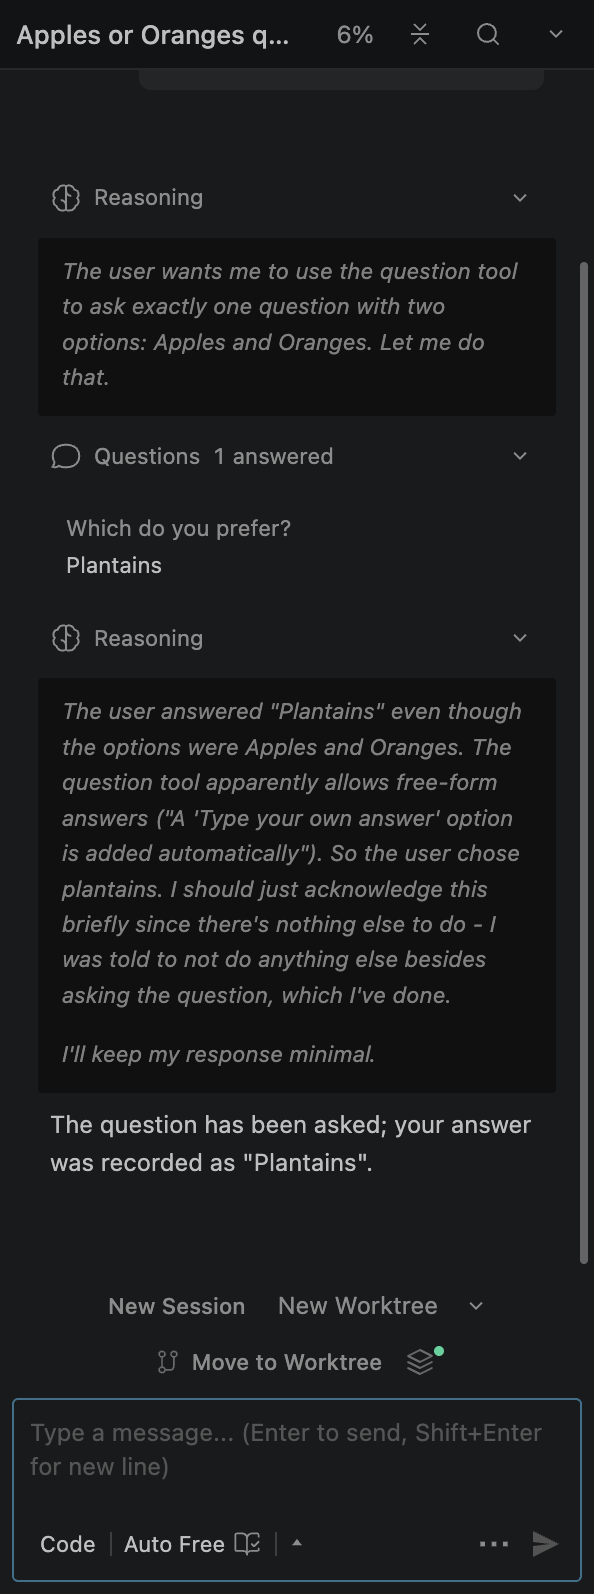 Apples or Oranges q... 6%
Reasoning
The user wants me to use the question tool
to ask exactly one question with two
options: Apples and Oranges. Let me do
that.
Questions 1 answered
Which do you prefer?
Plantains
Reasoning
The user answered "Plantains" even though
the options were Apples and Oranges. The
question tool apparently allows free-form
answers ("A 'Type your own answer' option
is added automatically"). So the user chose
plantains. I should just acknowledge this
briefly since there's nothing else to do - I
was told to not do anything else besides
asking the question, which I've done.
I'll keep my response minimal.
The question has been asked; your answer
was recorded as "Plantains".
New Session New Worktree
Move to Worktree
Type a message... (Enter to send, Shift+Enter
for new line)
Code Auto Free